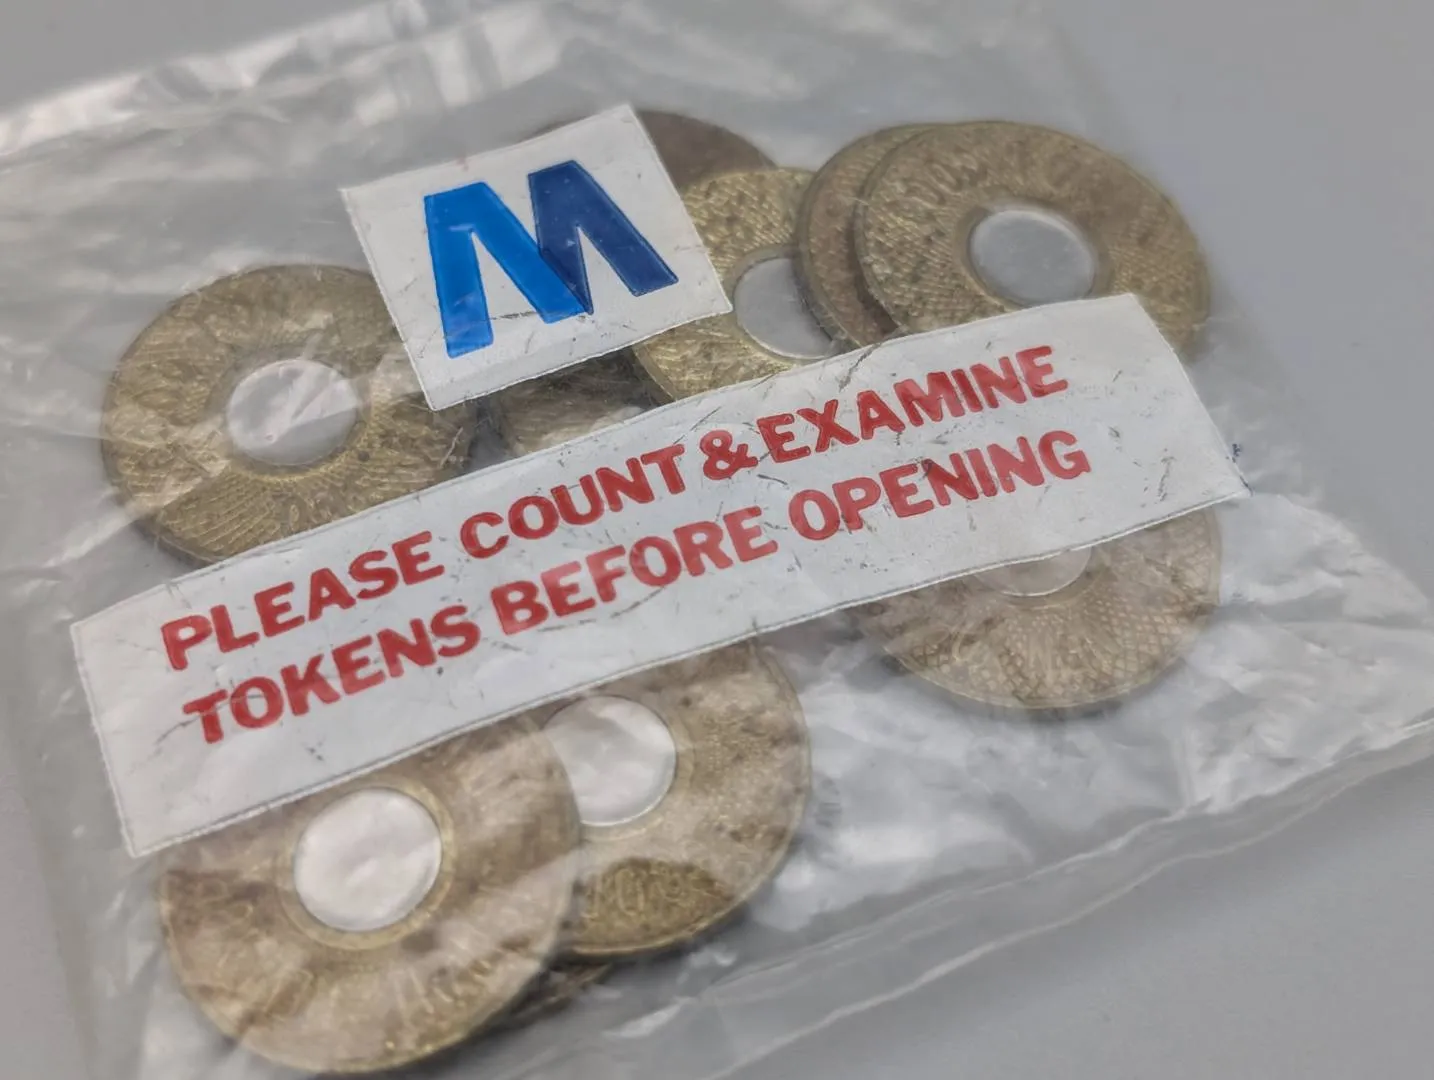 M
PLEASE COUNT & EXAMINE
TOKENS BEFORE OPENING